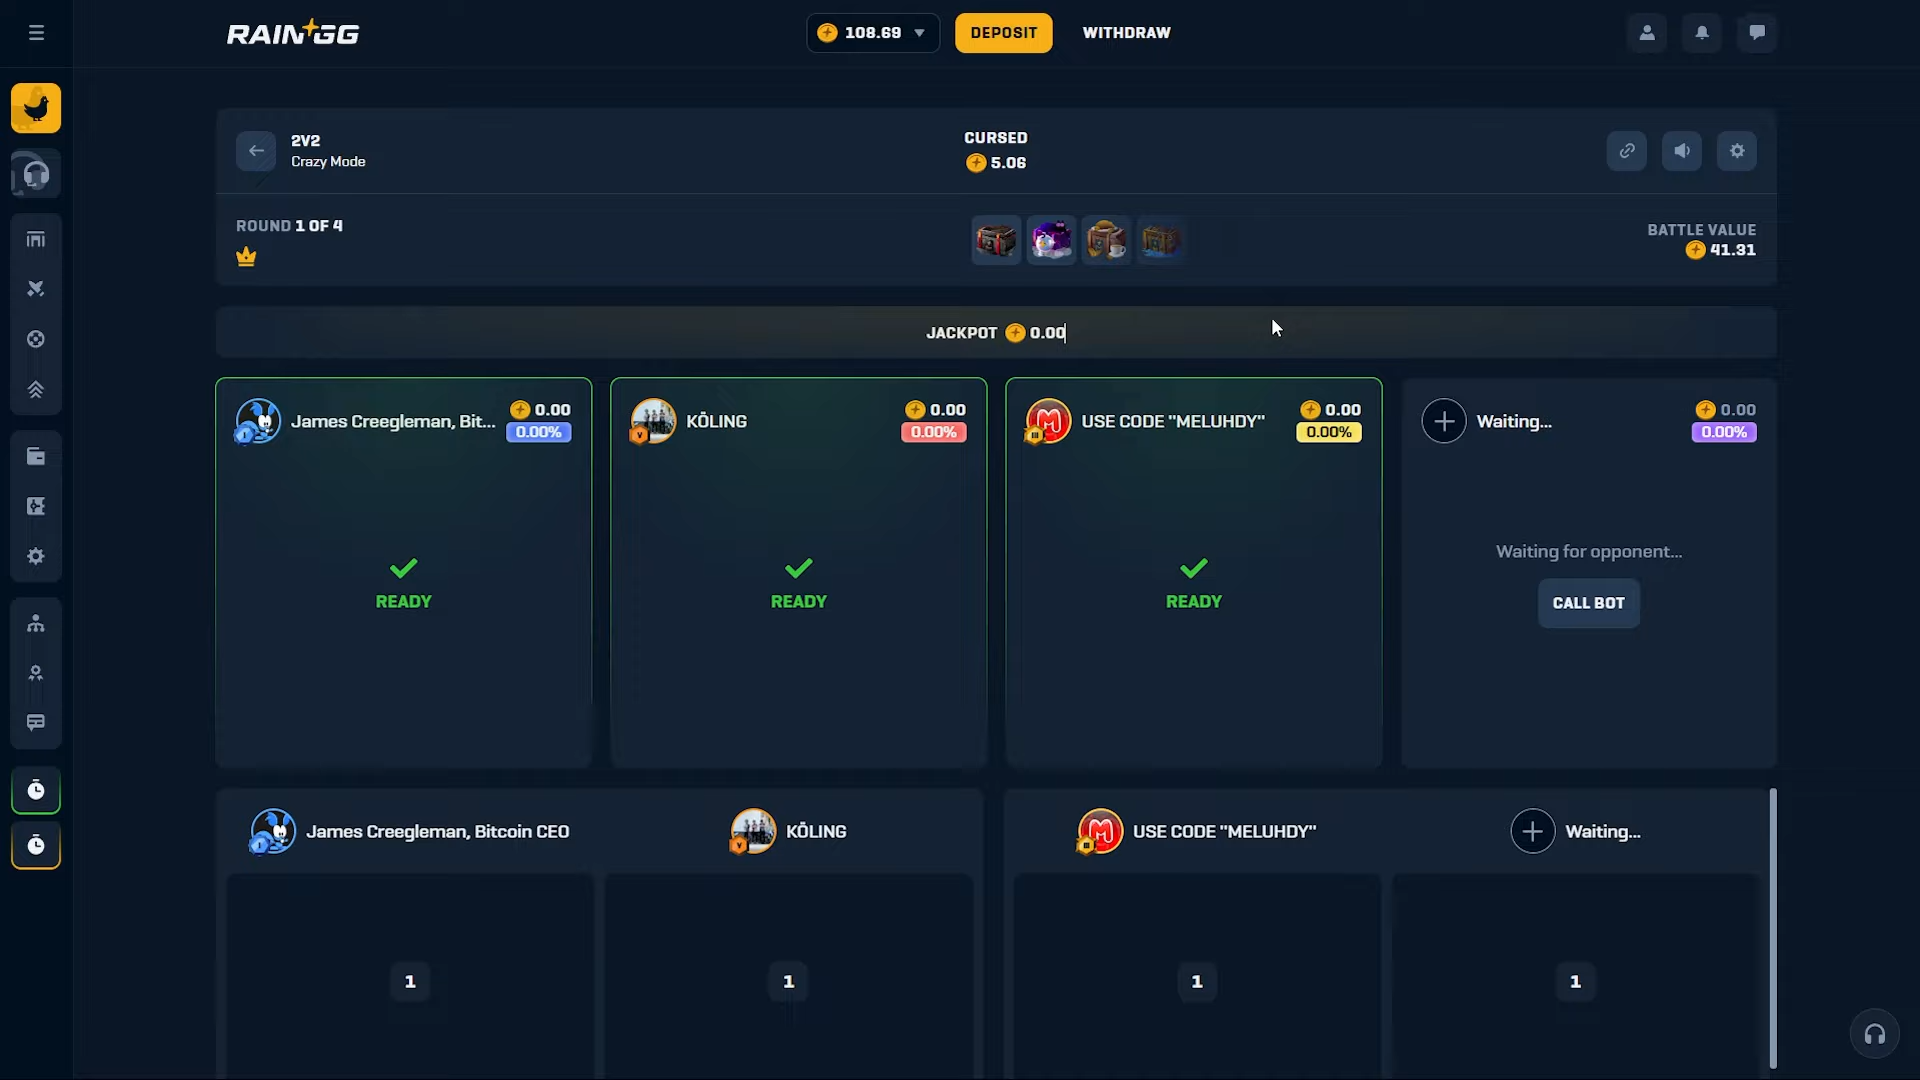 RAIN GG
108.69
DEPOSIT
WITHDRAW
2V2
Crazy Mode
CURSED
5.06
ROUND 1 OF 4
BATTLE VALUE
41.31
JACKPOT 0.00
James Creegleman, Bit...
0.00
0.00%
READY
KÖLING
0.00
0.00%
READY
USE CODE "MELUHDY"
0.00
0.00%
READY
Waiting...
0.00
0.00%
Waiting for opponent...
CALL BOT
James Creegleman, Bitcoin CEO
KÖLING
USE CODE "MELUHDY"
Waiting...
1
1
1
1